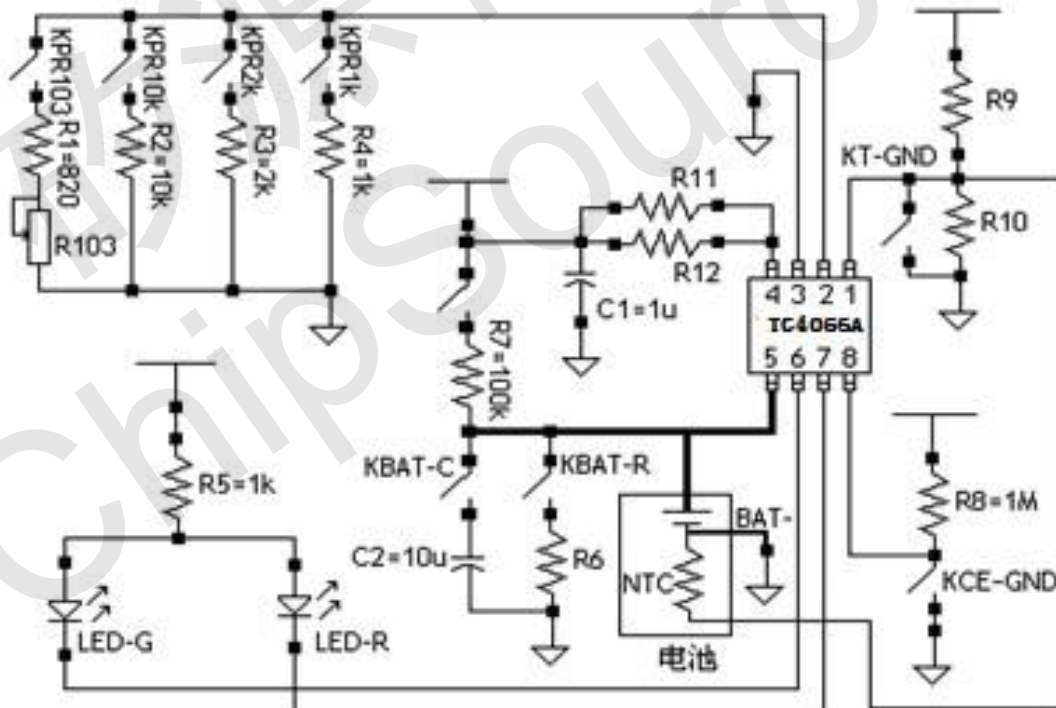 KPR103
R1=820
R103
KPR10k
R2=10k
KPR2k
R3=2k
KPR1k
R4=1k
R11
R12
C1=1u
R7=100k
KT-GND
R9
R10
4 3 2 1
TC4066A
5 6 7 8
R5=1k
LED-G
LED-R
KBAT-C
KBAT-R
C2=10u
R6
BAT-
NTC
电池
R8=1M
KCE-GND
ChipSourc